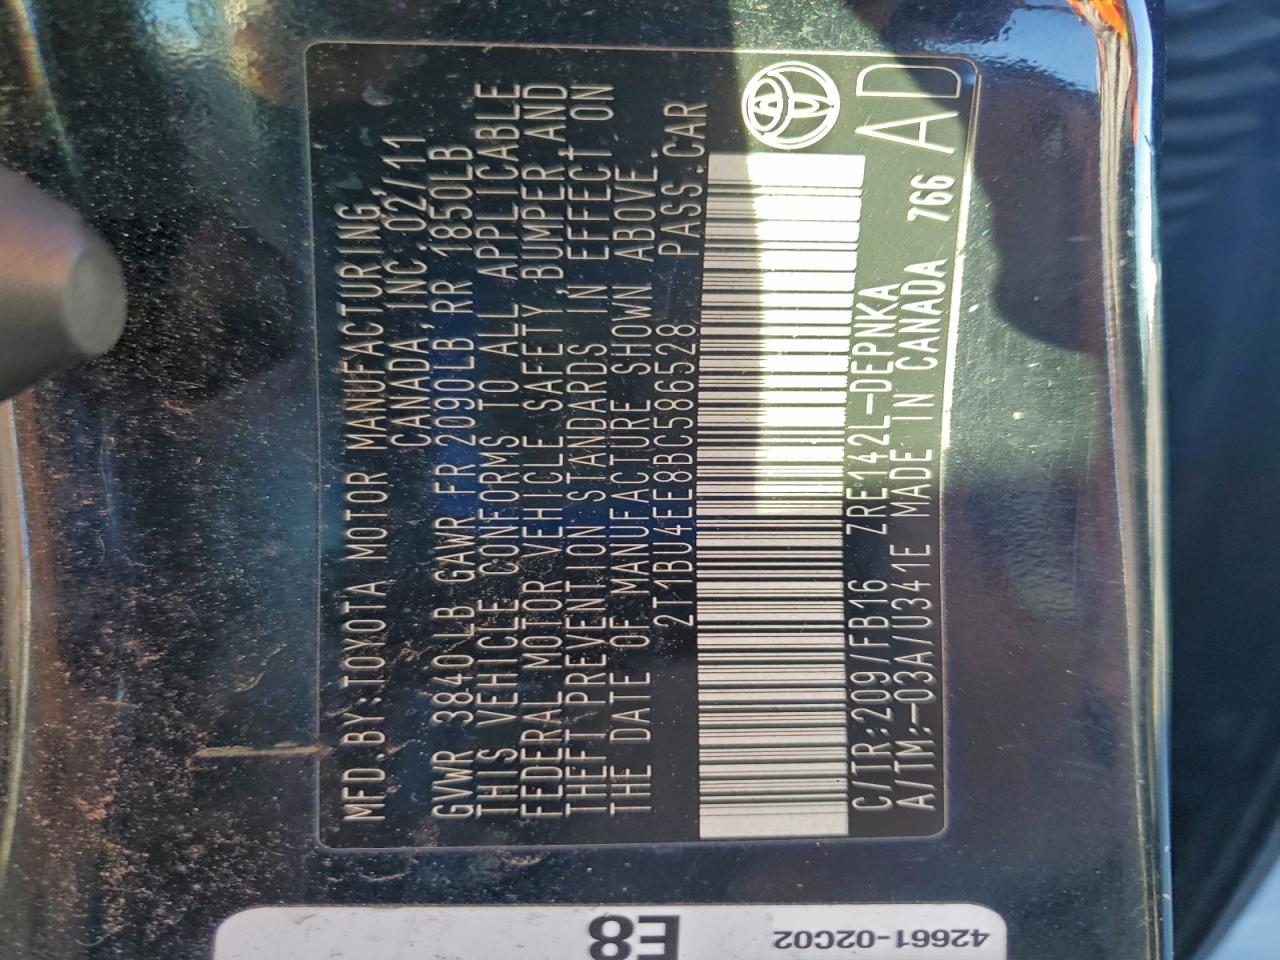 MFD.BY:TOYOTA MOTOR MANUFACTURING,
CANADA,INC.02/11
GVWR 3840LB GAWR FR 2090LB RR 1850LB
THIS VEHICLE CONFORMS TO ALL APPLICABLE
FEDERAL MOTOR VEHICLE SAFETY BUMPER AND
THEFT PREVENTION STANDARDS IN EFFECT ON
THE DATE OF MANUFACTURE SHOWN ABOVE.
2T1BU4EE8BC586528 PASS.CAR
C/TR:209/FB16 ZRE142L-DEPNKA
A/TM:-03A/U341E MADE IN CANADA 766
AD
E8
42661-02C02